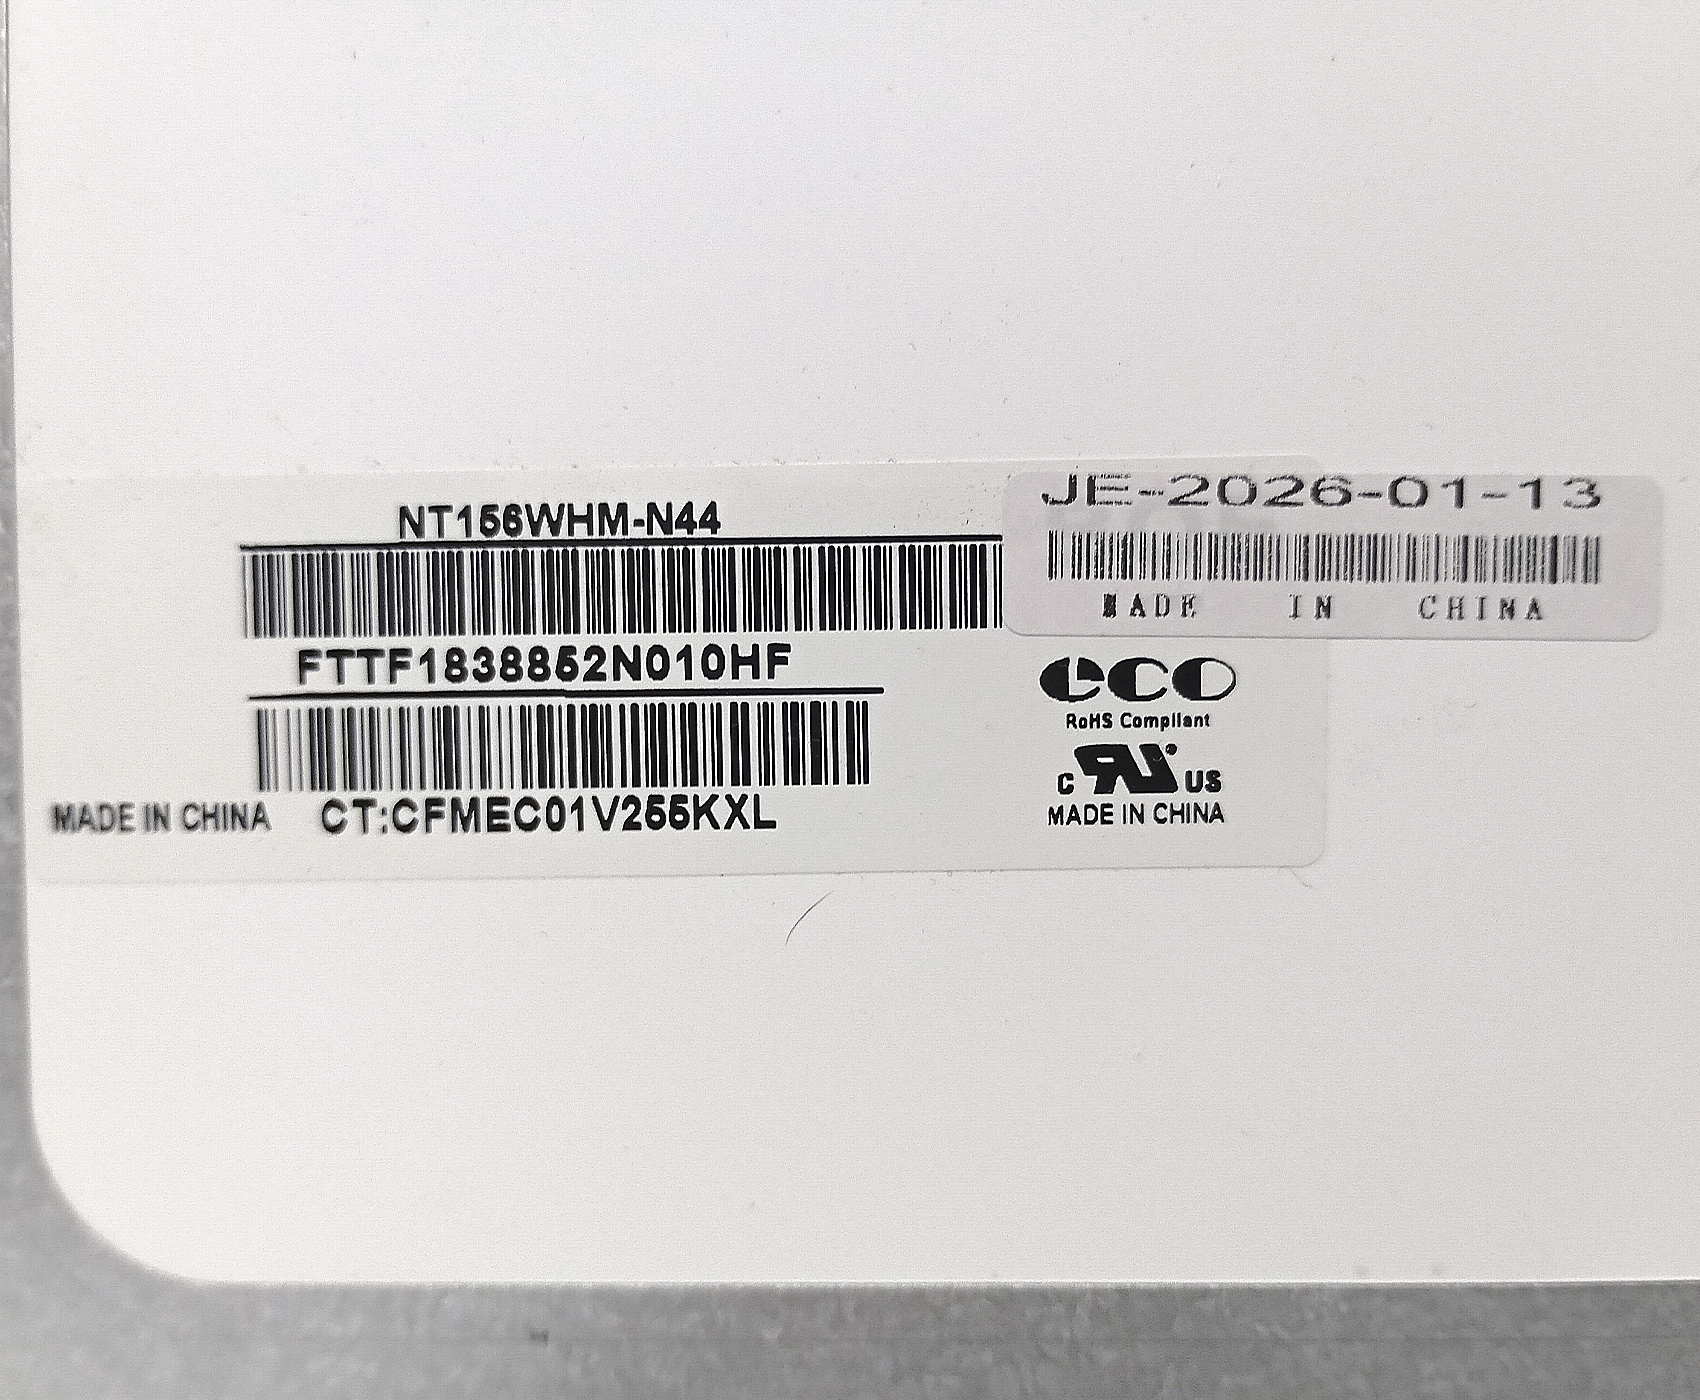 NT156WHM-N44
JE-2026-01-13
MADE IN CHINA
FTTF1838852N010HF
eco
RoHS Compliant
c RU US
MADE IN CHINA
MADE IN CHINA
CT:CFMEC01V255KXL